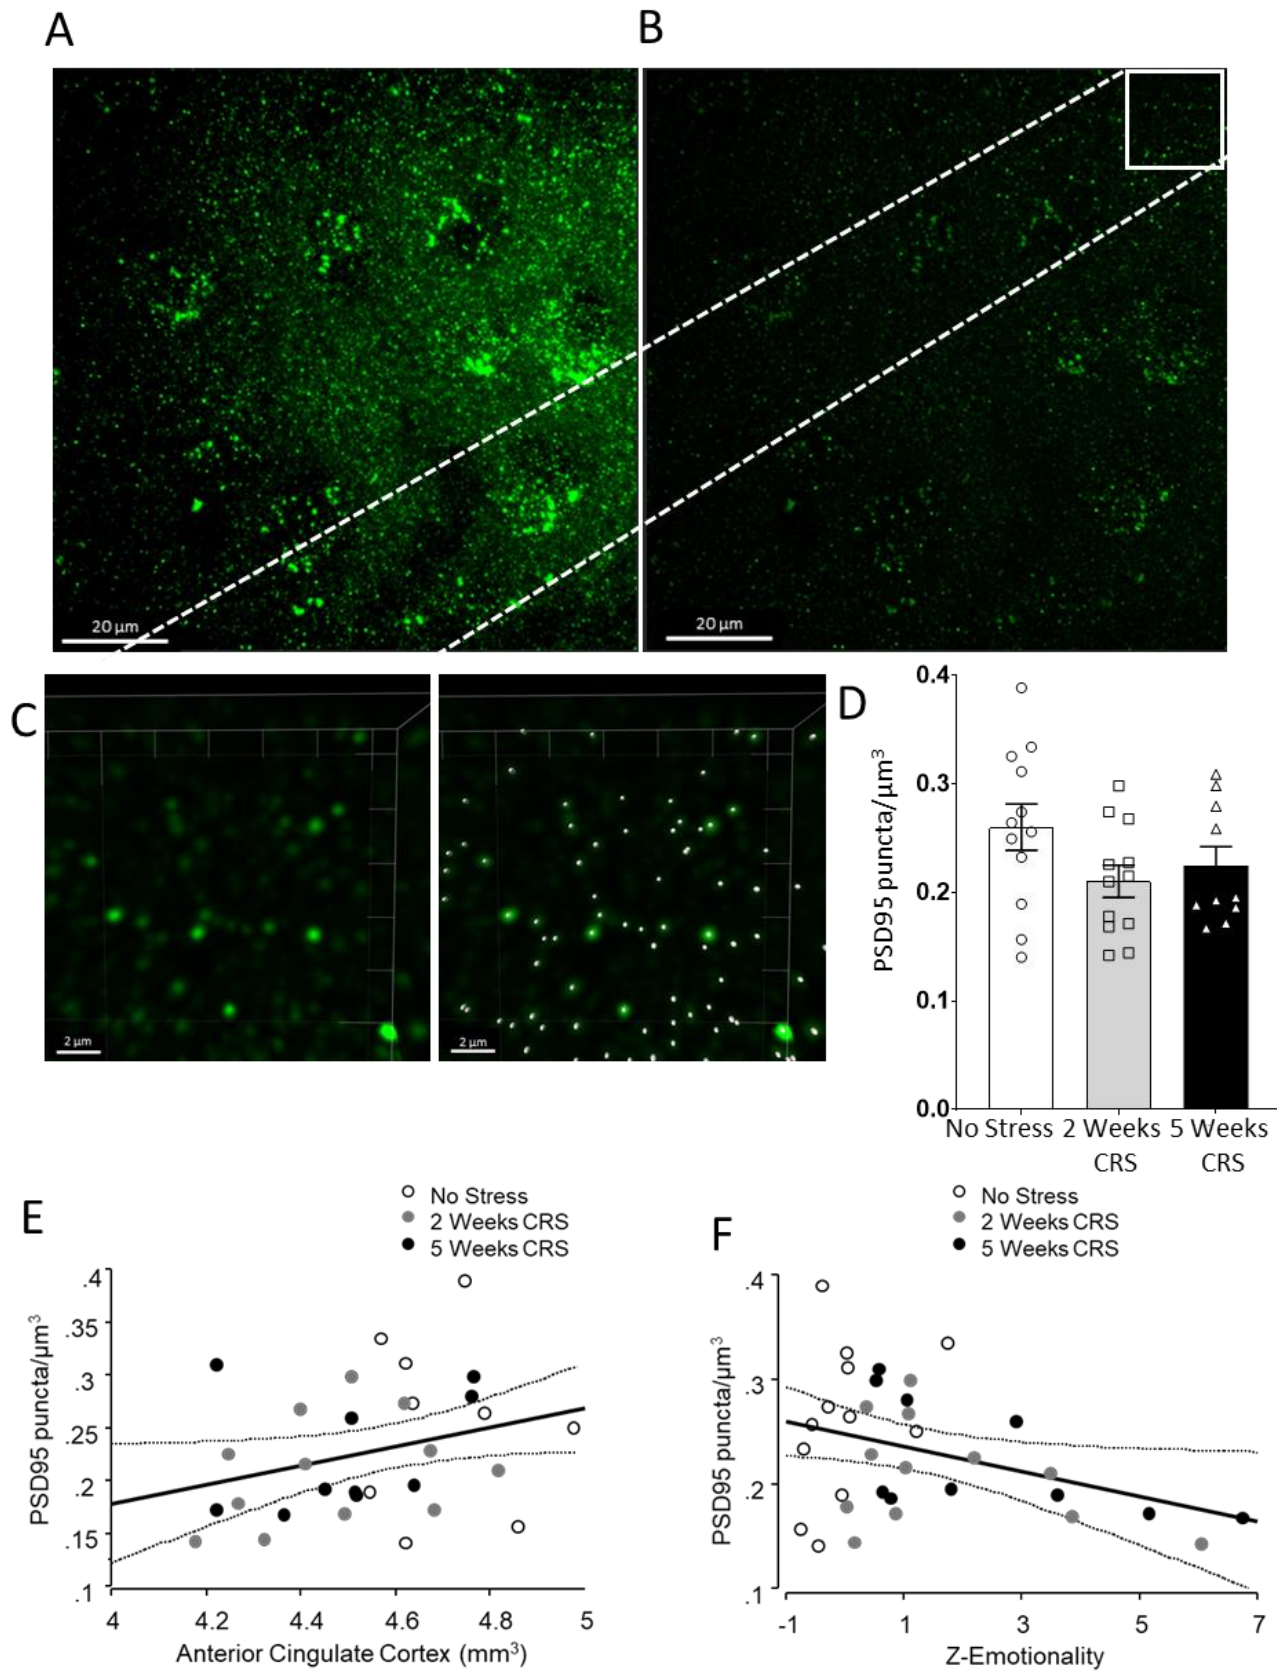 A
B
20 μm
20 μm
C
2 μm
2 μm
D
PSD95 puncta/μm³
0.4
0.3
0.2
0.1
0.0
No Stress 2 Weeks 5 Weeks
CRS CRS
E
No Stress
2 Weeks CRS
5 Weeks CRS
PSD95 puncta/μm³
.4
.35
.3
.25
.2
.15
.1
4 4.2 4.4 4.6 4.8 5
Anterior Cingulate Cortex (mm³)
F
No Stress
2 Weeks CRS
5 Weeks CRS
PSD95 puncta/μm³
.4
.3
.2
.1
-1 1 3 5 7
Z-Emotionality